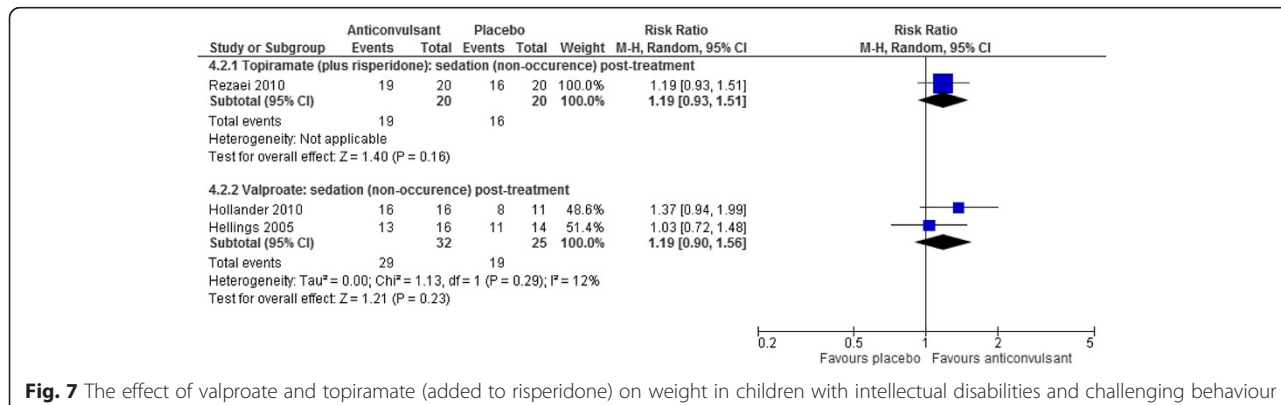 Anticonvulsant Placebo Risk Ratio Risk Ratio
Study or Subgroup Events Total Events Total Weight M-H, Random, 95% CI M-H, Random, 95% CI
4.2.1 Topiramate (plus risperidone): sedation (non-occurence) post-treatment
Rezaei 2010 19 20 16 20 100.0% 1.19 [0.93, 1.51]
Subtotal (95% CI) 20 20 100.0% 1.19 [0.93, 1.51]
Total events 19 16
Heterogeneity: Not applicable
Test for overall effect: Z = 1.40 (P = 0.16)
4.2.2 Valproate: sedation (non-occurence) post-treatment
Hollander 2010 16 16 8 11 48.6% 1.37 [0.94, 1.99]
Hellings 2005 13 16 11 14 51.4% 1.03 [0.72, 1.48]
Subtotal (95% CI) 32 25 100.0% 1.19 [0.90, 1.56]
Total events 29 19
Heterogeneity: Tau² = 0.00; Chi² = 1.13, df = 1 (P = 0.29); I² = 12%
Test for overall effect: Z = 1.21 (P = 0.23)
0.2 0.5 1 2 5
Favours placebo Favours anticonvulsant
Fig. 7 The effect of valproate and topiramate (added to risperidone) on weight in children with intellectual disabilities and challenging behaviour